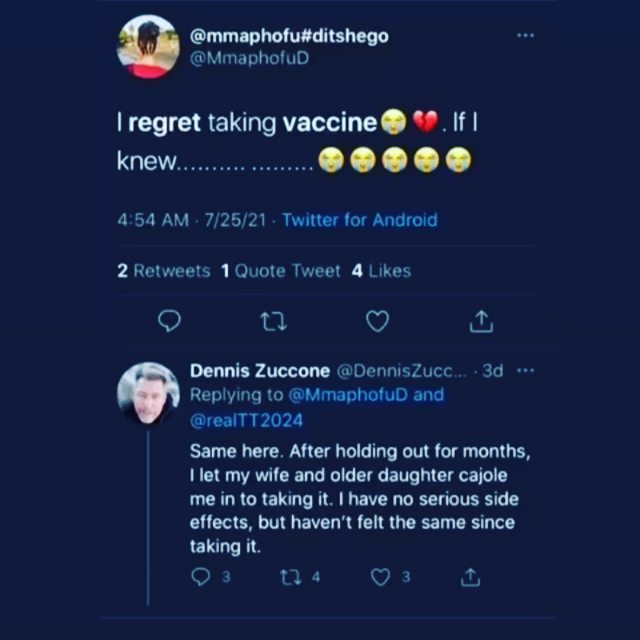 @mmaphofu#ditshego
@MmaphofuD
I regret taking vaccine😭💔. If I
knew.......... .........😭😭😭😭😭
4:54 AM · 7/25/21 · Twitter for Android
2 Retweets 1 Quote Tweet 4 Likes
Dennis Zuccone @DennisZucc... · 3d
Replying to @MmaphofuD and
@realTT2024
Same here. After holding out for months,
I let my wife and older daughter cajole
me in to taking it. I have no serious side
effects, but haven't felt the same since
taking it.
3 4 3